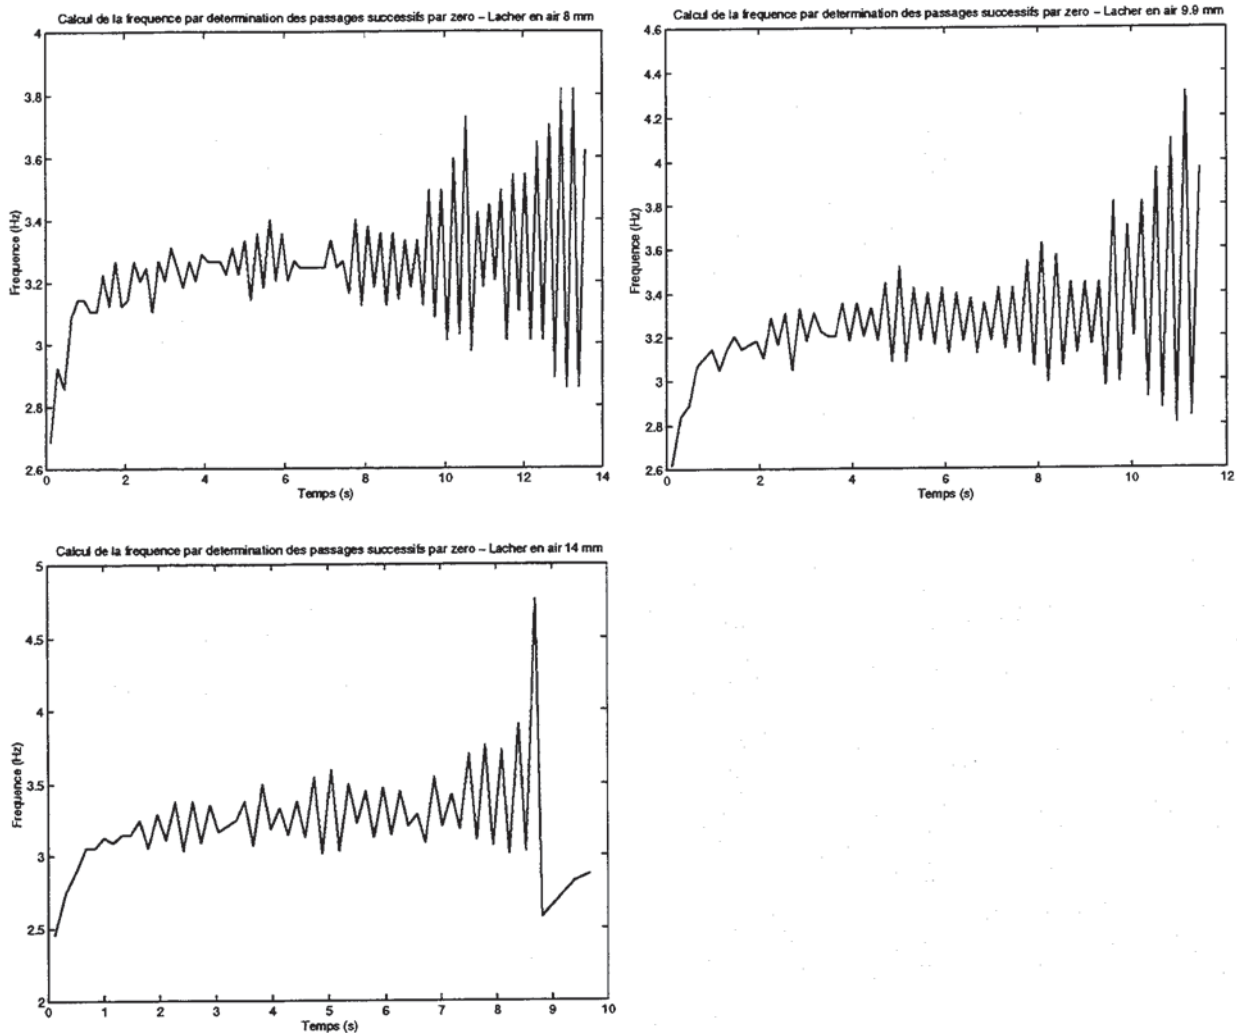 Calcul de la frequence par determination des passages successifs par zero – Lacher en air 8 mm
4
3.8
3.6
3.4
3.2
3
2.8
2.6
Frequence (Hz)
0 2 4 6 8 10 12 14
Temps (s)
Calcul de la frequence par determination des passages successifs par zero – Lacher en air 9.9 mm
4.6
4.4
4.2
4
3.8
3.6
3.4
3.2
3
2.8
2.6
Frequence (Hz)
0 2 4 6 8 10 12
Temps (s)
Calcul de la frequence par determination des passages successifs par zero – Lacher en air 14 mm
5
4.5
4
3.5
3
2.5
2
Frequence (Hz)
0 1 2 3 4 5 6 7 8 9 10
Temps (s)